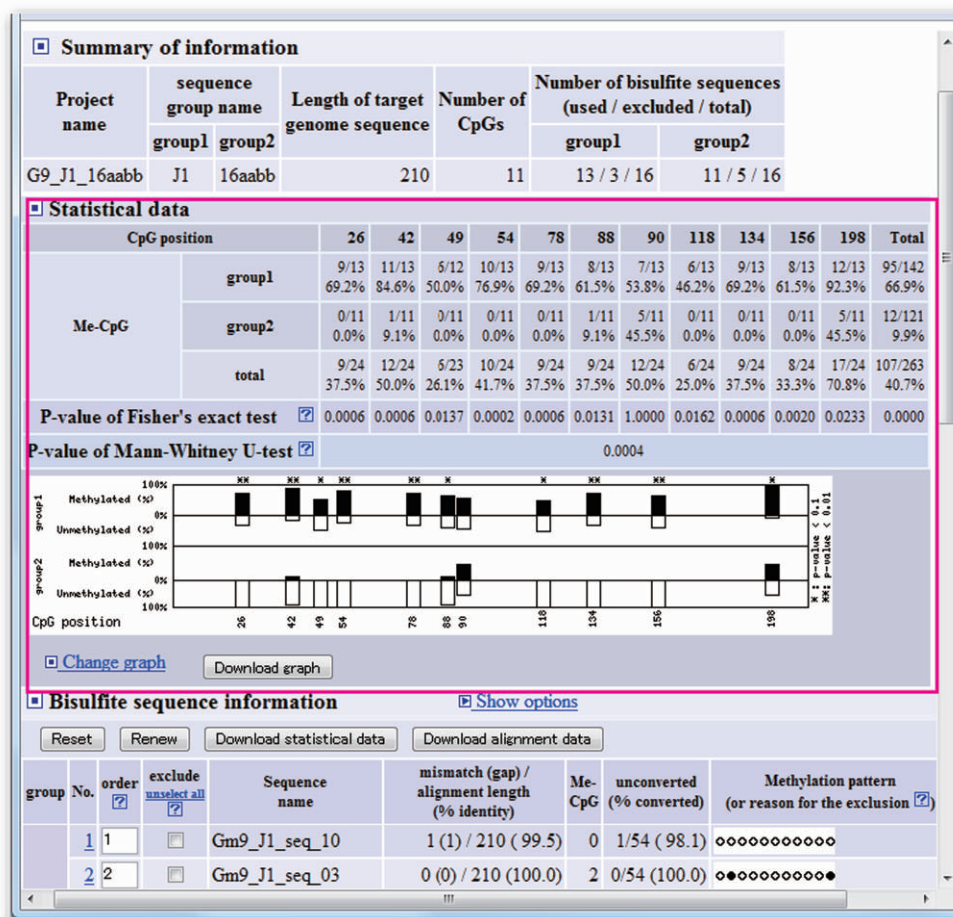 Summary of information
Project name
sequence group name
Length of target genome sequence
Number of CpGs
Number of bisulfite sequences (used / excluded / total)
group1 group2 group1 group2
G9_J1_16aabb J1 16aabb 210 11 13 / 3 / 16 11 / 5 / 16
Statistical data
CpG position 26 42 49 54 78 88 90 118 134 156 198 Total
Me-CpG
group1
9/13 11/13 6/12 10/13 9/13 8/13 7/13 6/13 9/13 8/13 12/13 95/142
69.2% 84.6% 50.0% 76.9% 69.2% 61.5% 53.8% 46.2% 69.2% 61.5% 92.3% 66.9%
group2
0/11 1/11 0/11 0/11 0/11 1/11 5/11 0/11 0/11 0/11 5/11 12/121
0.0% 9.1% 0.0% 0.0% 0.0% 9.1% 45.5% 0.0% 0.0% 0.0% 45.5% 9.9%
total
9/24 12/24 6/23 10/24 9/24 9/24 12/24 6/24 9/24 8/24 17/24 107/263
37.5% 50.0% 26.1% 41.7% 37.5% 37.5% 50.0% 25.0% 37.5% 33.3% 70.8% 40.7%
P-value of Fisher's exact test ? 0.0006 0.0006 0.0137 0.0002 0.0006 0.0131 1.0000 0.0162 0.0006 0.0020 0.0233 0.0000
P-value of Mann-Whitney U-test ? 0.0004
100% ** ** * ** ** * * ** ** *
group1
Methylated (%)
0%
Unmethylated (%)
100%
group2
Methylated (%)
0%
Unmethylated (%)
100%
* : p-value < 0.1
**: p-value < 0.01
CpG position 26 42 49 54 78 88 90 118 134 156 198
Change graph Download graph
Bisulfite sequence information Show options
Reset Renew Download statistical data Download alignment data
group No. order ?
exclude unselect all ?
Sequence name
mismatch (gap) / alignment length (% identity)
Me-CpG
unconverted (% converted)
Methylation pattern (or reason for the exclusion ?)
1 1 Gm9_J1_seq_10 1 (1) / 210 ( 99.5) 0 1/54 ( 98.1)
2 2 Gm9_J1_seq_03 0 (0) / 210 (100.0) 2 0/54 (100.0)